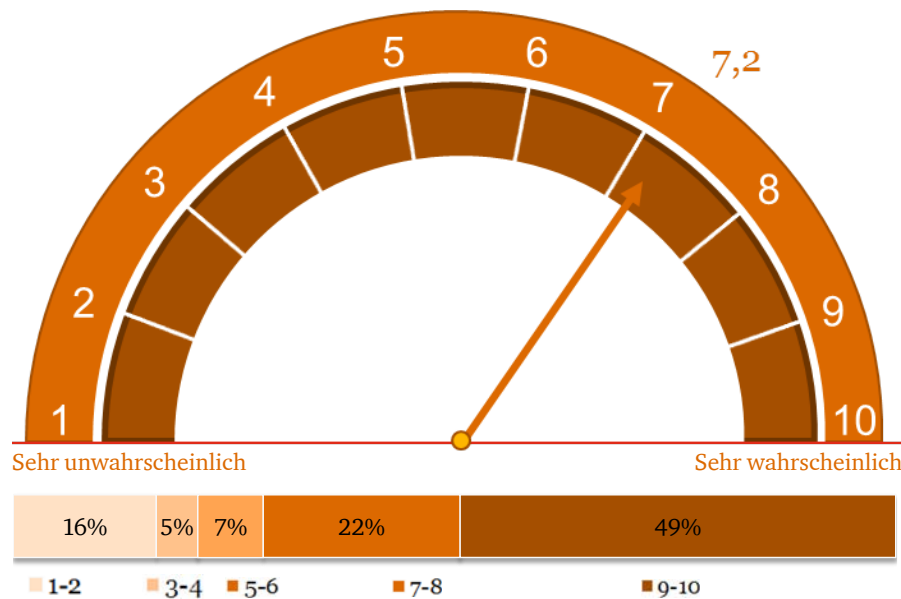 5 6 7,2
4 7
3 8
2 9
1 10
Sehr unwahrscheinlich Sehr wahrscheinlich
16% 5% 7% 22% 49%
1-2 3-4 5-6 7-8 9-10